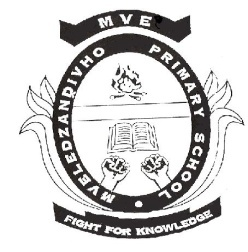 MVE
MVELEDZANDIVHO PRIMARY SCHOOL
FIGHT FOR KNOWLEDGE